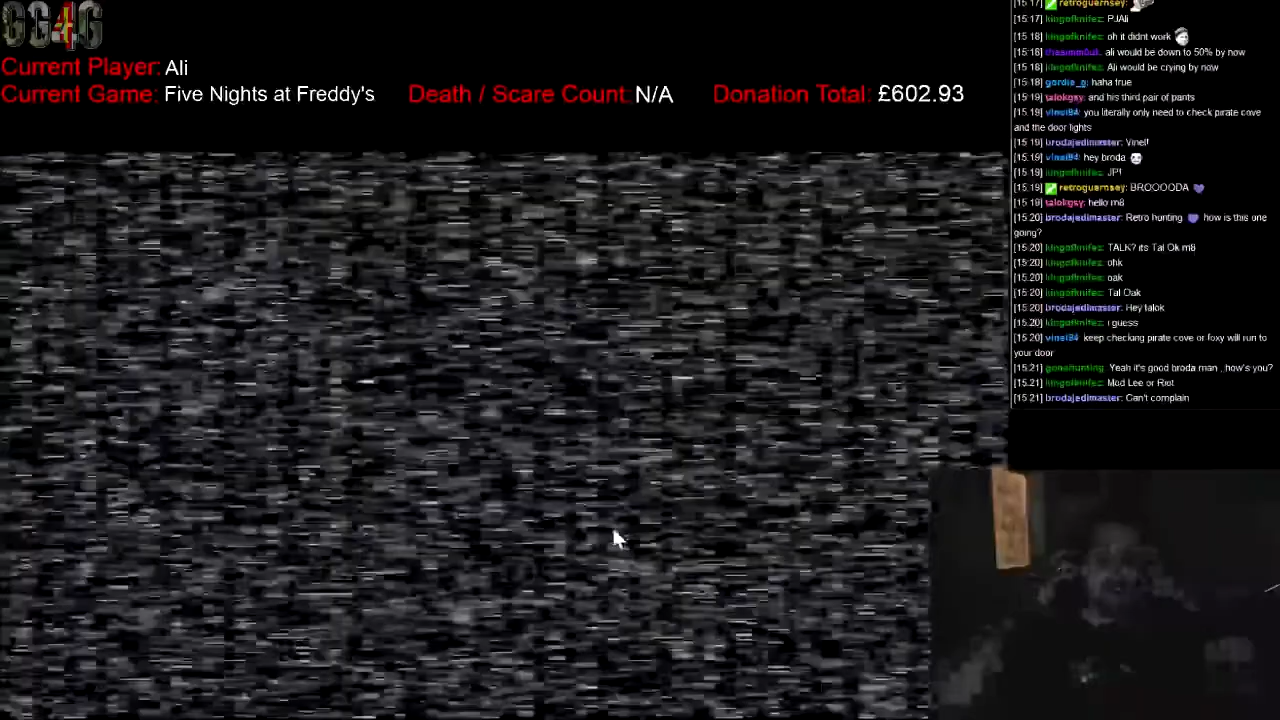 GG4G
Current Player: Ali
Current Game: Five Nights at Freddy's Death / Scare Count: N/A Donation Total: £602.93
[15:17] retroguernsey:
[15:17] kingofknifez: PJAli
[15:18] kingofknifez: oh it didnt work
[15:18] ali would be down to 50% by now
[15:18] kingofknifez: Ali would be crying by now
[15:18] gordie_g: haha true
[15:19] talokgsy: and his third pair of pants
[15:19] vinel94: you literally only need to check pirate cove
and the door lights
[15:19] brodajedimaster: Vinel!
[15:19] vinel94: hey broda
[15:19] kingofknifez: JP!
[15:19] retroguernsey: BROOOODA
[15:19] talokgsy: hello m8
[15:20] brodajedimaster: Retro hunting how is this one
going?
[15:20] kingofknifez: TALK? its Tal Ok m8
[15:20] kingofknifez: ohk
[15:20] kingofknifez: oak
[15:20] kingofknifez: Tal Oak
[15:20] brodajedimaster: Hey talok
[15:20] kingofknifez: i guess
[15:20] vinel94: keep checking pirate cove or foxy will run to
your door
[15:21] gonehunting: Yeah it's good broda man , how's you?
[15:21] kingofknifez: Mad Lee or Riot
[15:21] brodajedimaster: Can't complain